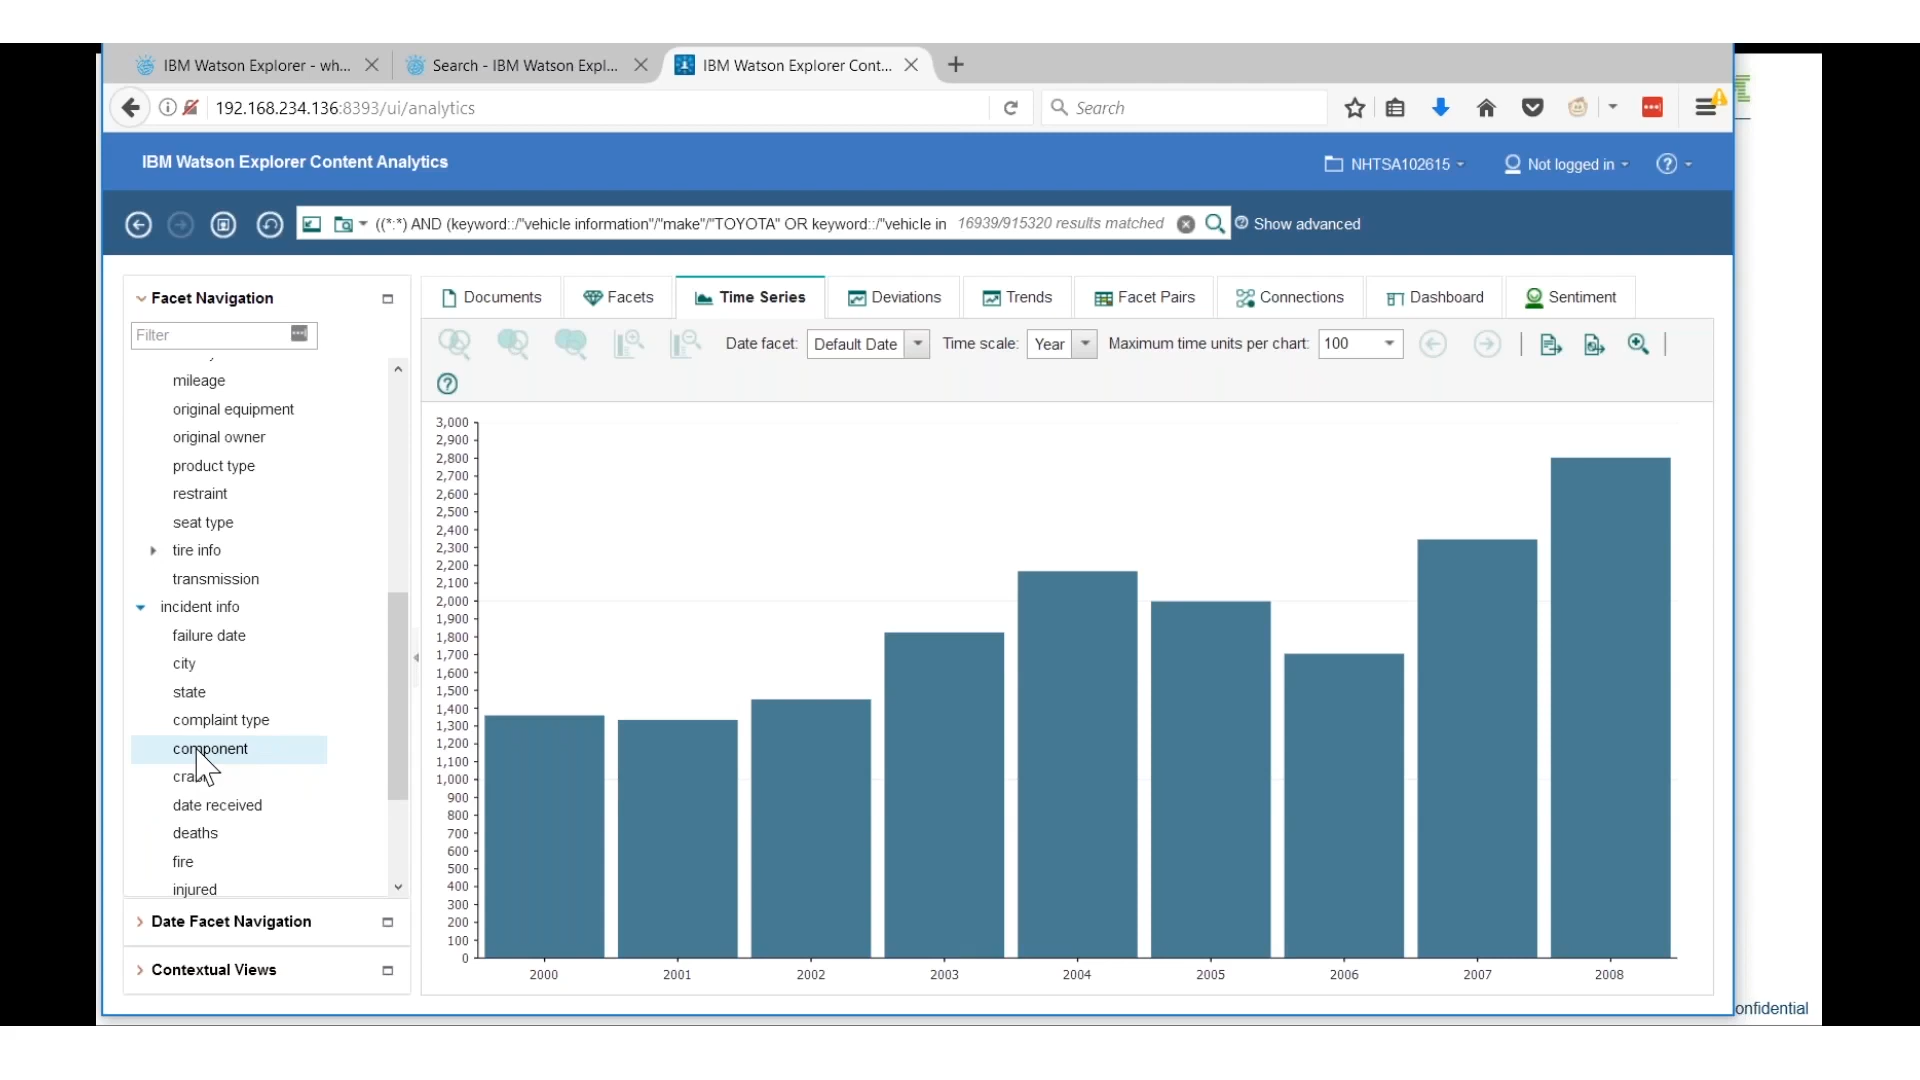 IBM Watson Explorer - wh...
Search - IBM Watson Expl...
IBM Watson Explorer Cont...
192.168.234.136:8393/ui/analytics
Search
IBM Watson Explorer Content Analytics
NHTSA102615
Not logged in
((*:*) AND (keyword::/"vehicle information"/"make"/"TOYOTA" OR keyword::/"vehicle in
16939/915320 results matched
Show advanced
Facet Navigation
Filter
mileage
original equipment
original owner
product type
restraint
seat type
tire info
transmission
incident info
failure date
city
state
complaint type
component
date received
deaths
fire
injured
Date Facet Navigation
Contextual Views
Documents
Facets
Time Series
Deviations
Trends
Facet Pairs
Connections
Dashboard
Sentiment
Date facet: Default Date
Time scale: Year
Maximum time units per chart: 100
3,000
2,900
2,800
2,700
2,600
2,500
2,400
2,300
2,200
2,100
2,000
1,900
1,800
1,700
1,600
1,500
1,400
1,300
1,200
1,100
1,000
900
800
700
600
500
400
300
200
100
0
2000 2001 2002 2003 2004 2005 2006 2007 2008
onfidential